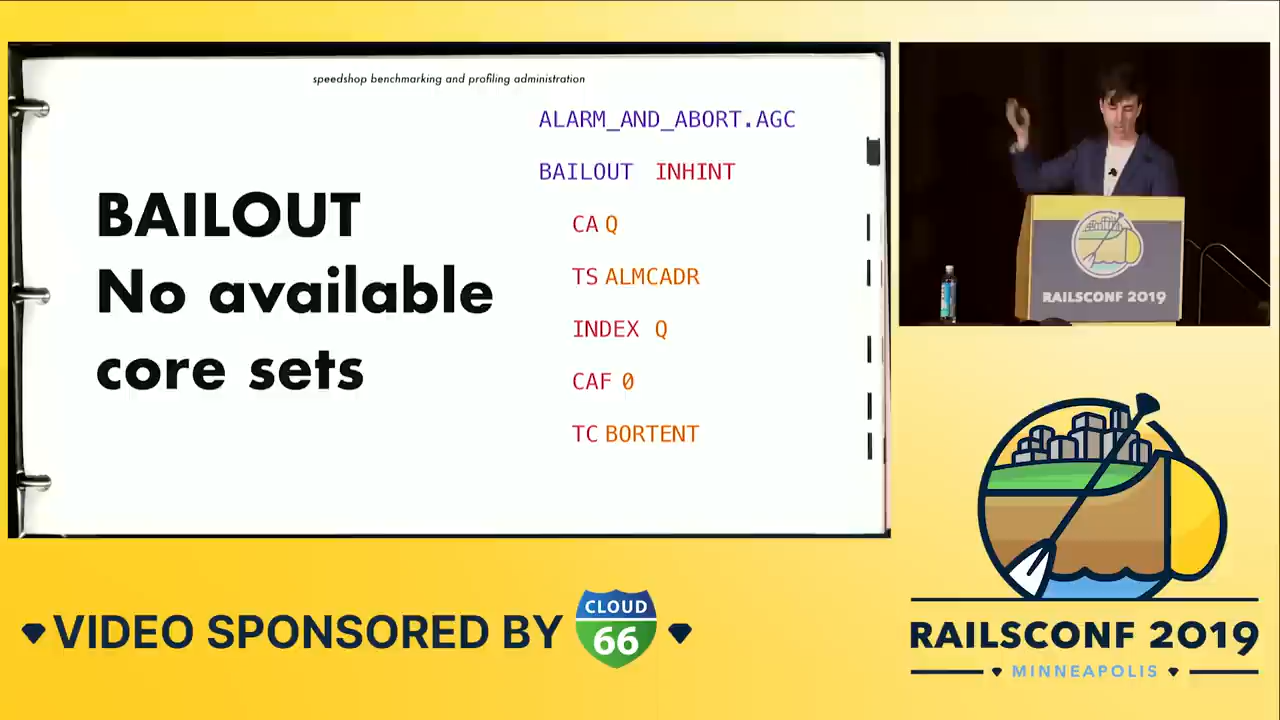 speedshop benchmarking and profiling administration
BAILOUT
No available
core sets
ALARM_AND_ABORT.AGC
BAILOUT INHINT
CA Q
TS ALMCADR
INDEX Q
CAF 0
TC BORTENT
RAILSCONF 2019
VIDEO SPONSORED BY
CLOUD
66
RAILSCONF 2019
MINNEAPOLIS